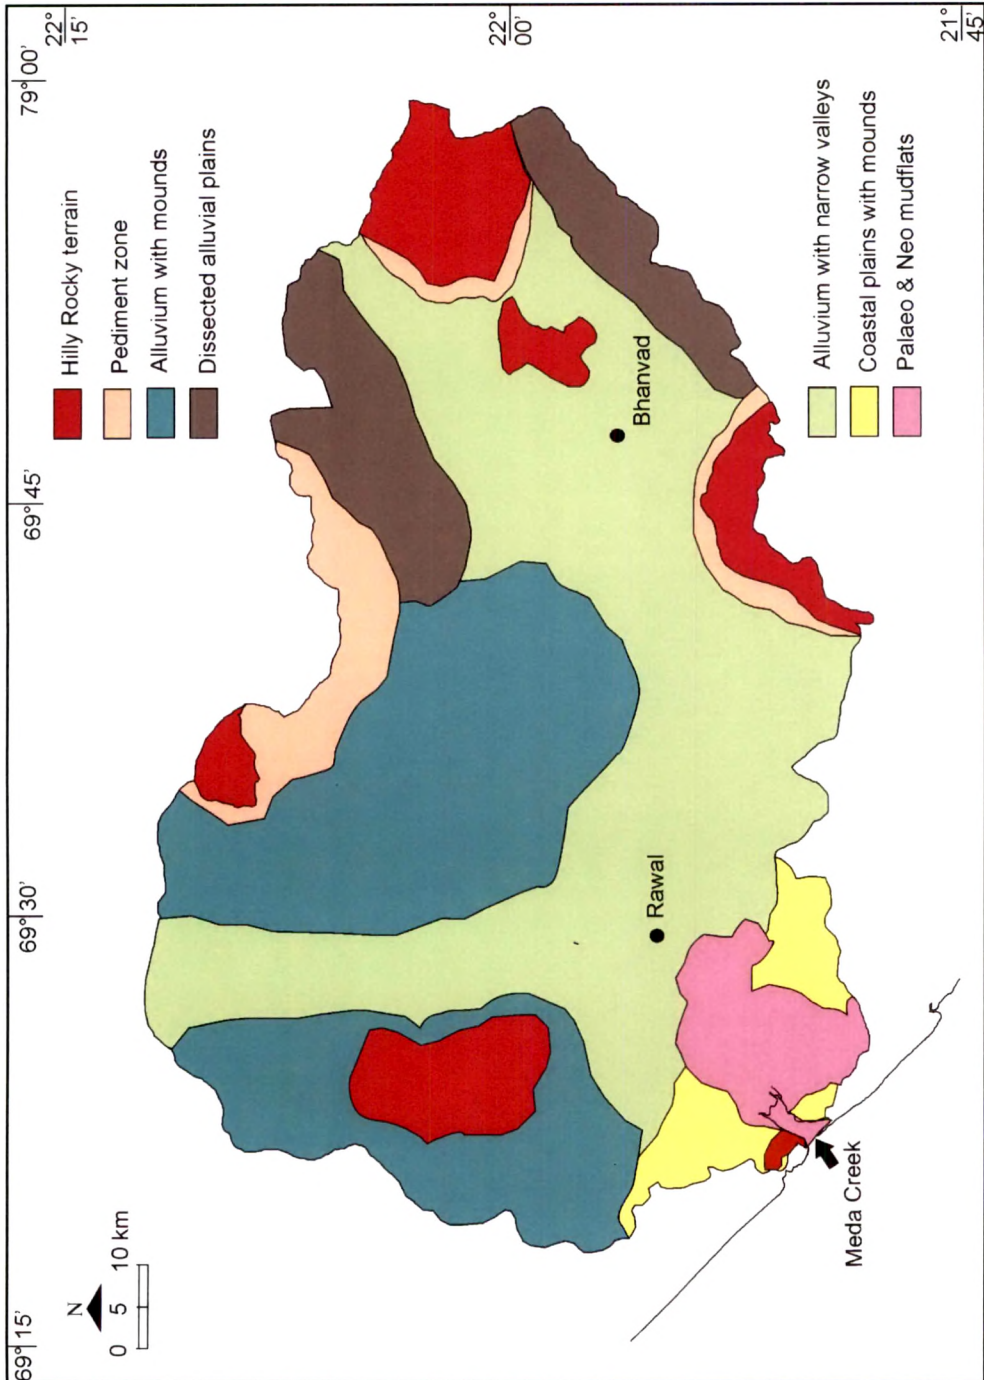 69° 15'
69° 30'
69° 45'
79° 00'
22° 15'
N
0 5 10 km
Hilly Rocky terrain
Pediment zone
Alluvium with mounds
Dissected alluvial plains
22° 00'
Bhanvad
Rawal
Alluvium with narrow valleys
Coastal plains with mounds
Palaeo & Neo mudflats
Meda Creek
21° 45'